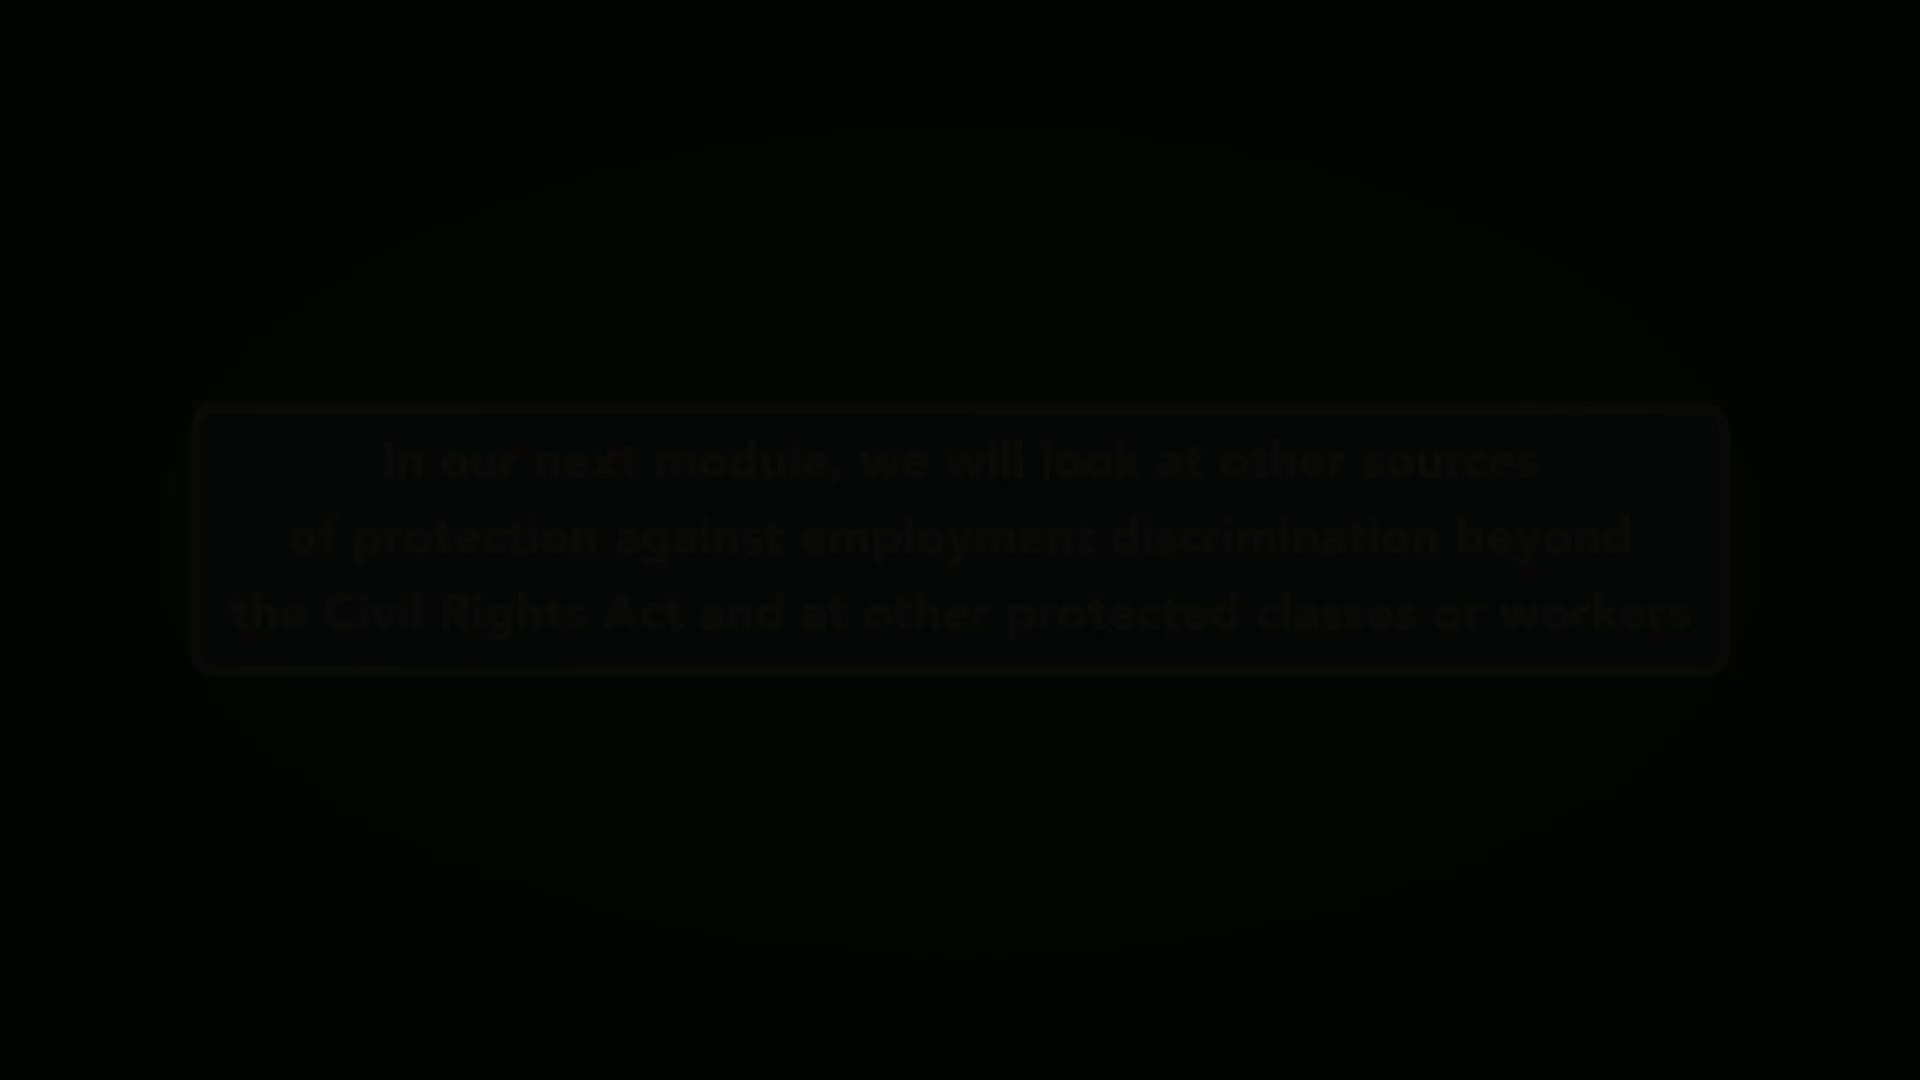 In our next module, we will look at other sources
of protection against employment discrimination beyond
the Civil Rights Act and at other protected classes or workers